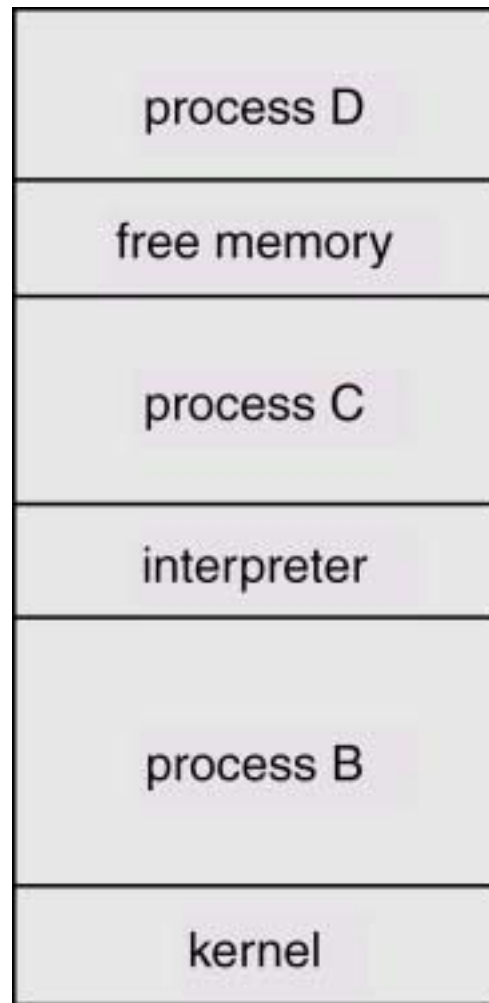 process D
free memory
process C
interpreter
process B
kernel